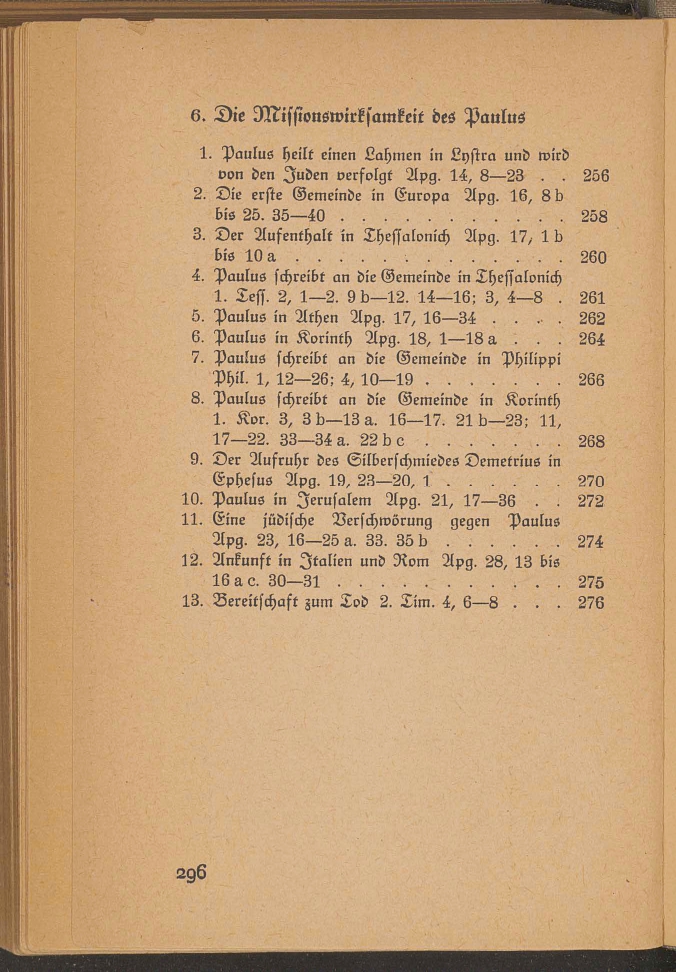 6. Die Missionswirksamkeit des Paulus
1. Paulus heilt einen Lahmen in Lystra und wird
von den Juden verfolgt Apg. 14, 8—23 . . 256
2. Die erste Gemeinde in Europa Apg. 16, 8 b
bis 25. 35—40 . . . . . . . . . . . 258
3. Der Aufenthalt in Thessalonich Apg. 17, 1 b
bis 10 a . . . . . . . . . . . . . 260
4. Paulus schreibt an die Gemeinde in Thessalonich
1. Tess. 2, 1—2. 9 b—12. 14—16; 3, 4—8 . 261
5. Paulus in Athen Apg. 17, 16—34 . . . . 262
6. Paulus in Korinth Apg. 18, 1—18 a . . . 264
7. Paulus schreibt an die Gemeinde in Philippi
Phil. 1, 12—26; 4, 10—19 . . . . . . . 266
8. Paulus schreibt an die Gemeinde in Korinth
1. Kor. 3, 3 b—13 a. 16—17. 21 b—23; 11,
17—22. 33—34 a. 22 b c . . . . . . . 268
9. Der Aufruhr des Silberschmiedes Demetrius in
Ephesus Apg. 19, 23—20, 1 . . . . . . 270
10. Paulus in Jerusalem Apg. 21, 17—36 . . 272
11. Eine jüdische Verschwörung gegen Paulus
Apg. 23, 16—25 a. 33. 35 b . . . . . . 274
12. Ankunft in Italien und Rom Apg. 28, 13 bis
16 a c. 30—31 . . . . . . . . . . . 275
13. Bereitschaft zum Tod 2. Tim. 4, 6—8 . . . 276
296